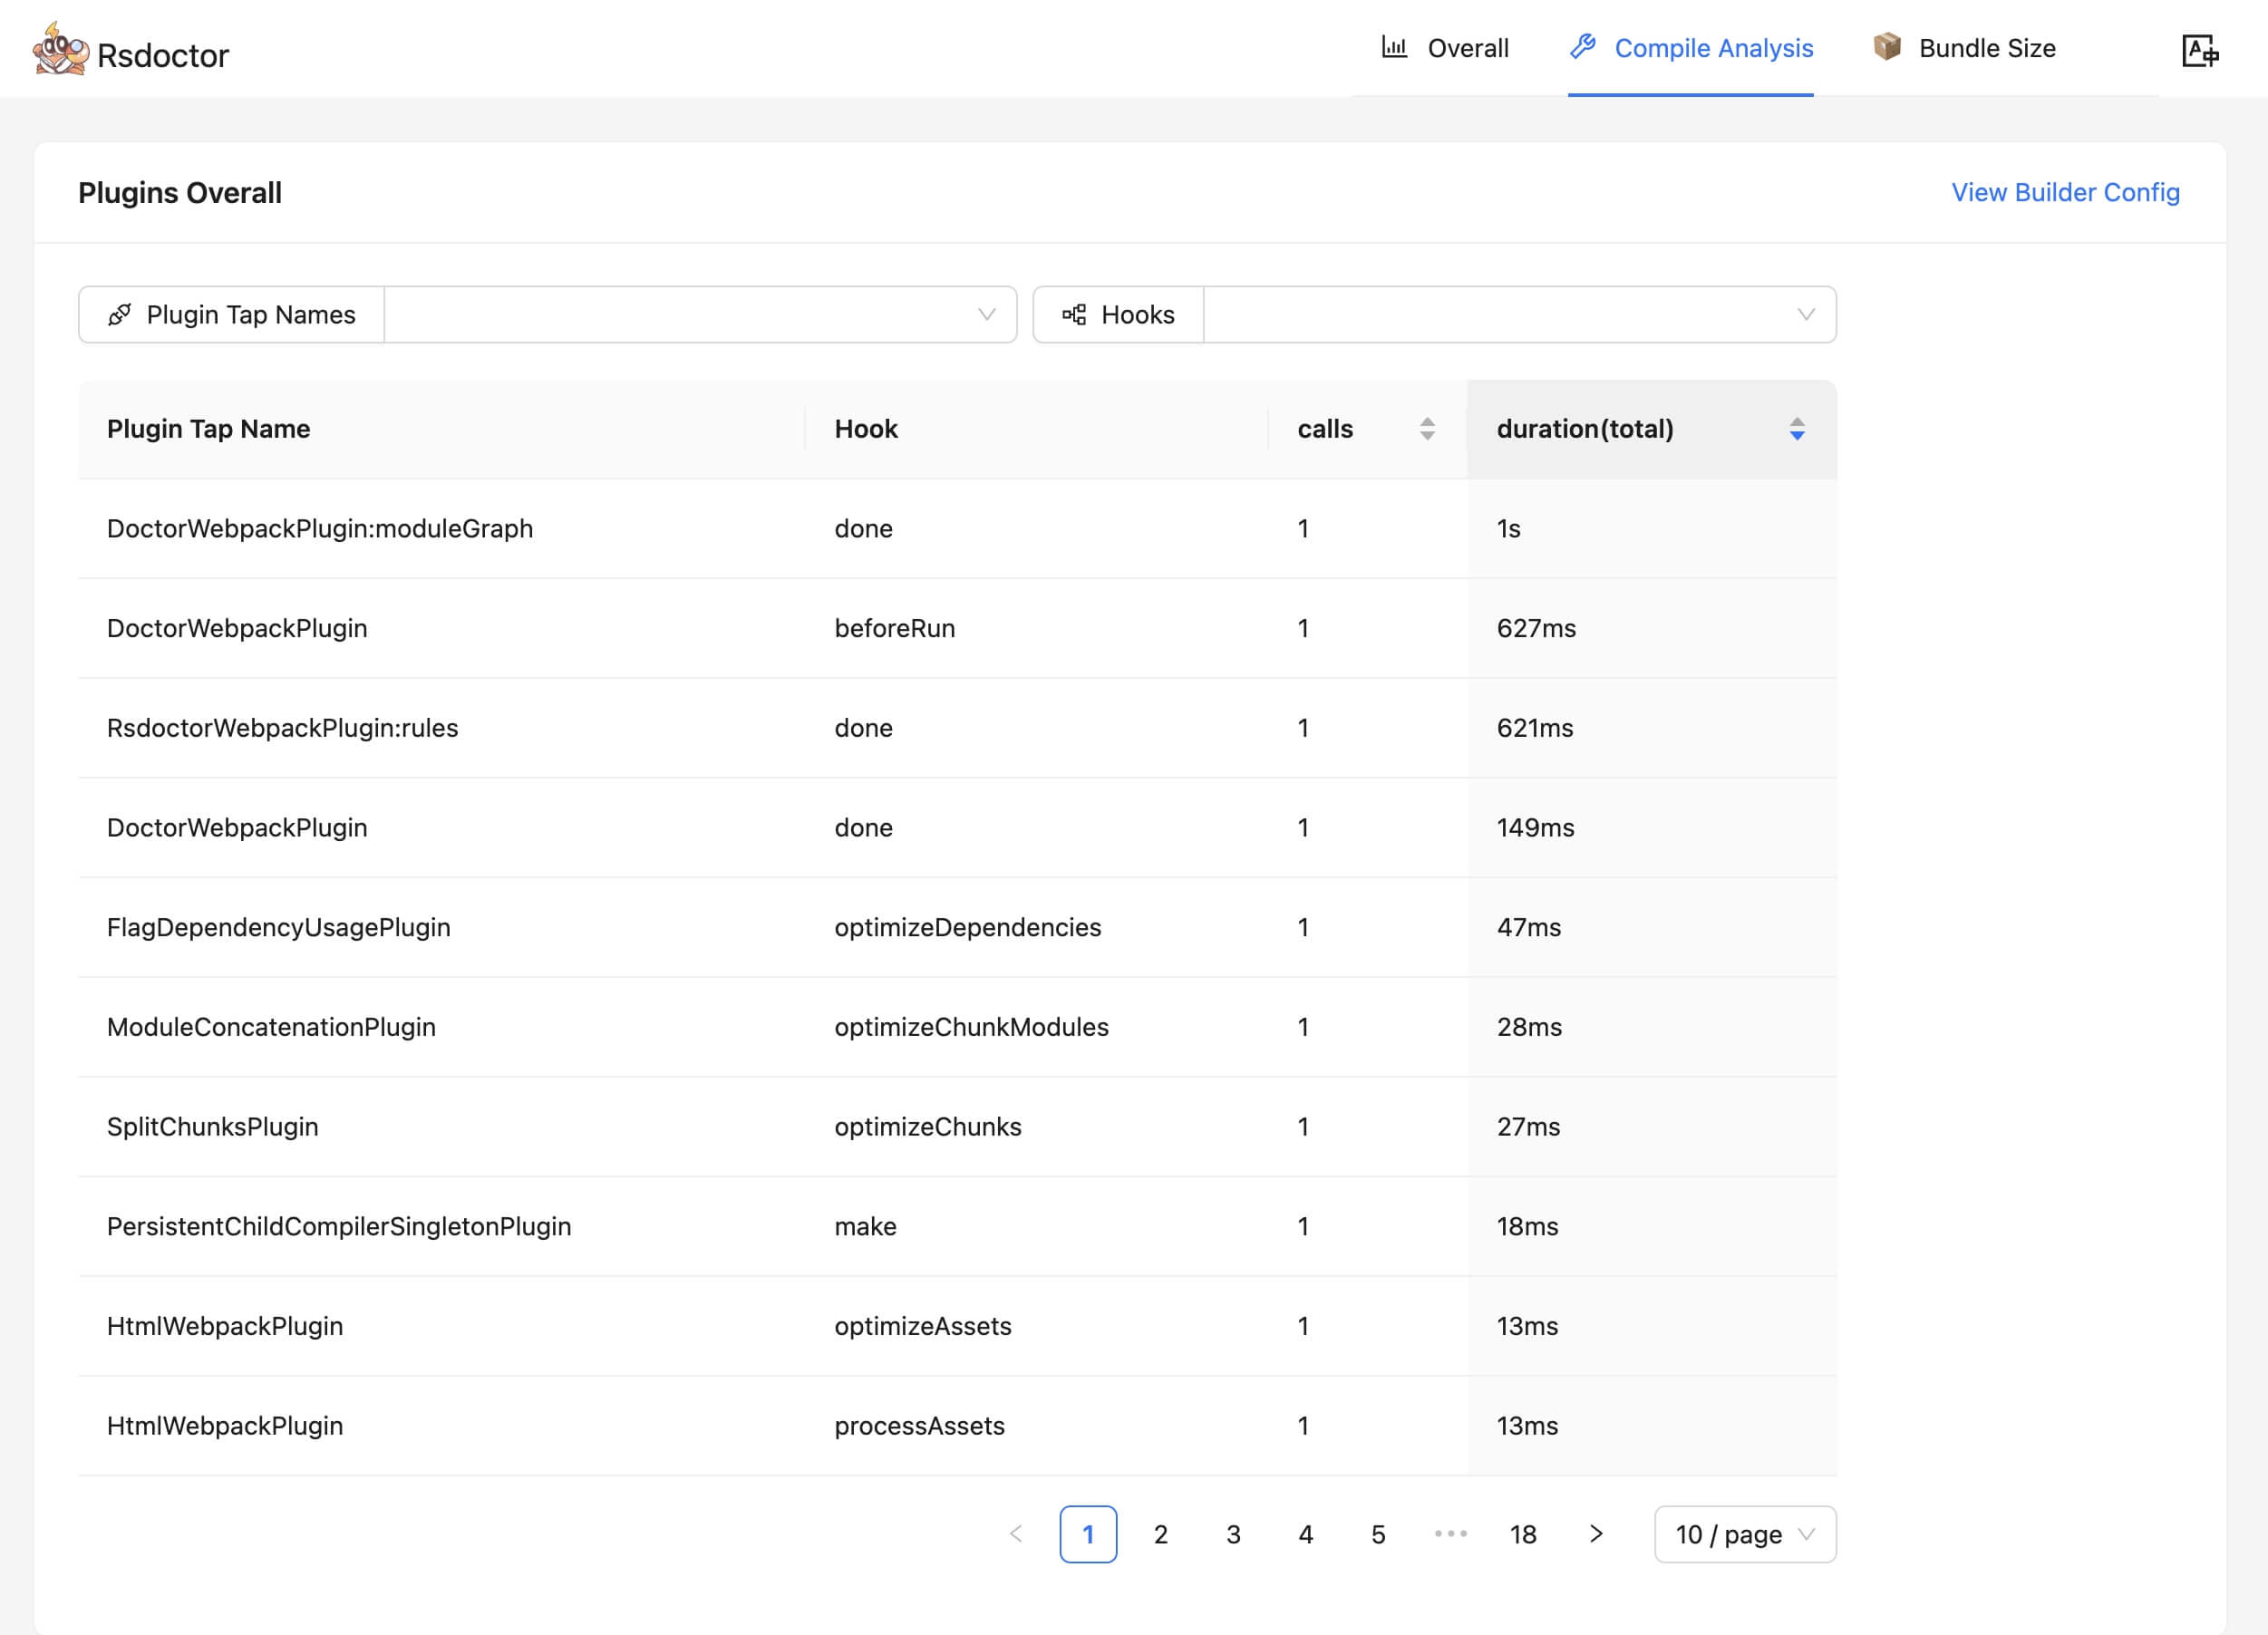 Rsdoctor
Overall
Compile Analysis
Bundle Size
A中
Plugins Overall
View Builder Config
Plugin Tap Names
Hooks
Plugin Tap Name Hook calls duration(total)
DoctorWebpackPlugin:moduleGraph done 1 1s
DoctorWebpackPlugin beforeRun 1 627ms
RsdoctorWebpackPlugin:rules done 1 621ms
DoctorWebpackPlugin done 1 149ms
FlagDependencyUsagePlugin optimizeDependencies 1 47ms
ModuleConcatenationPlugin optimizeChunkModules 1 28ms
SplitChunksPlugin optimizeChunks 1 27ms
PersistentChildCompilerSingletonPlugin make 1 18ms
HtmlWebpackPlugin optimizeAssets 1 13ms
HtmlWebpackPlugin processAssets 1 13ms
< 1 2 3 4 5 ••• 18 > 10 / page